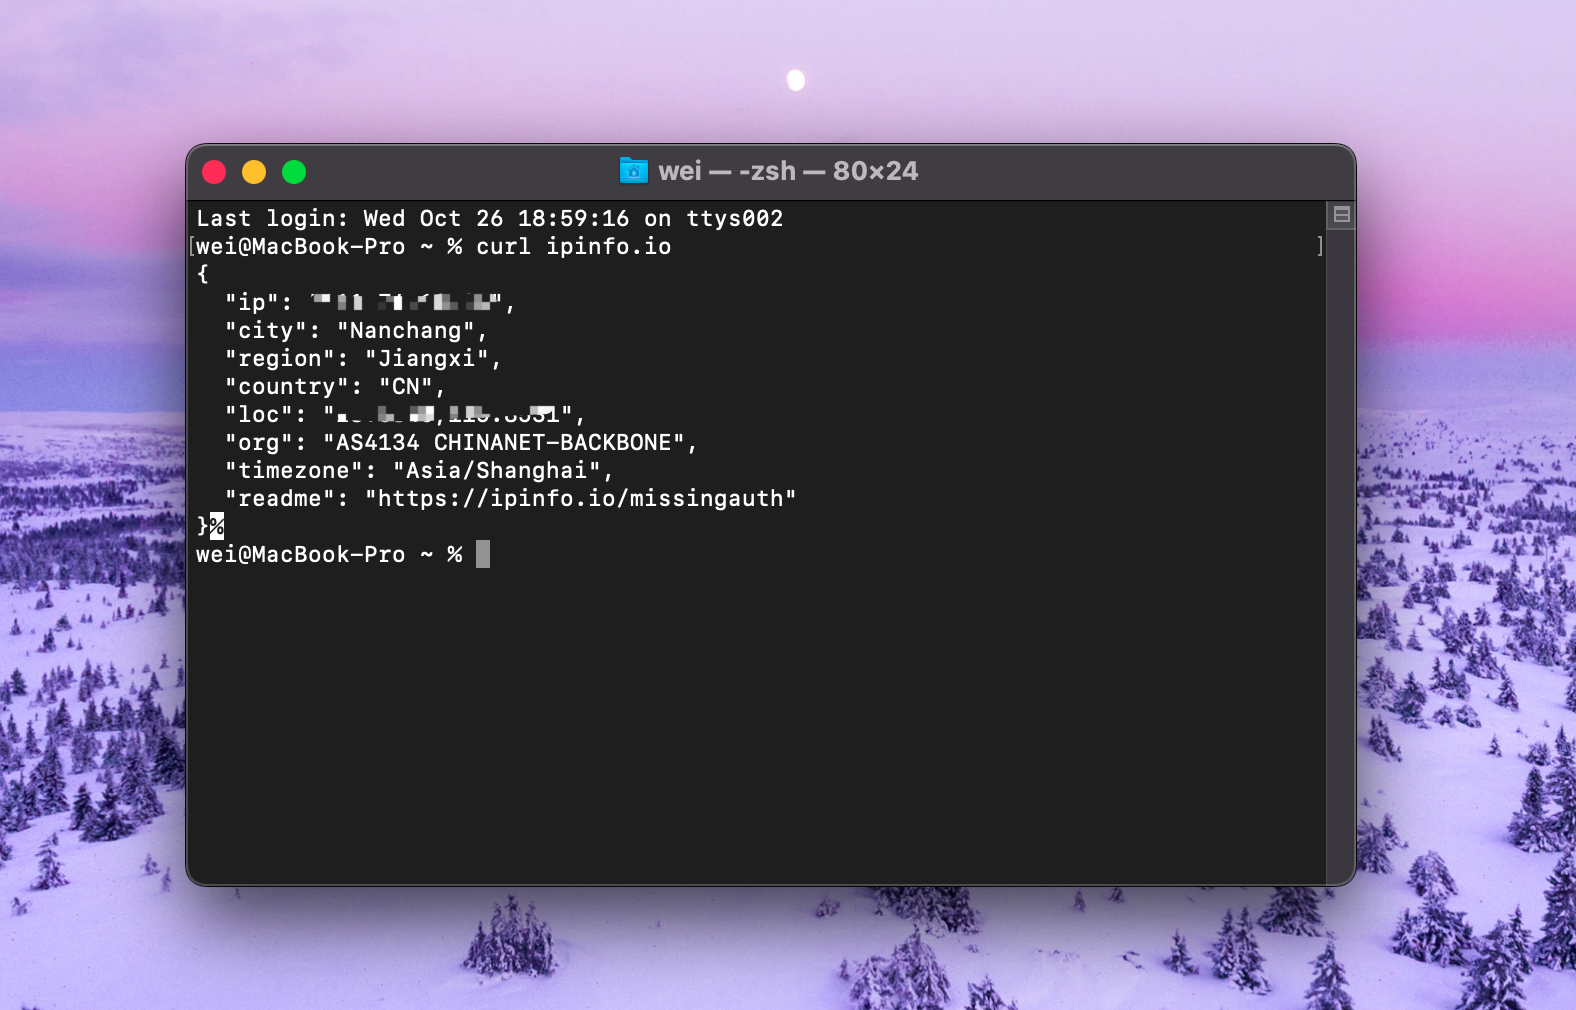 wei — -zsh — 80×24
Last login: Wed Oct 26 18:59:16 on ttys002
[wei@MacBook-Pro ~ % curl ipinfo.io ]
{
"ip": ",
"city": "Nanchang",
"region": "Jiangxi",
"country": "CN",
"loc": "",
"org": "AS4134 CHINANET-BACKBONE",
"timezone": "Asia/Shanghai",
"readme": "https://ipinfo.io/missingauth"
}%
wei@MacBook-Pro ~ %